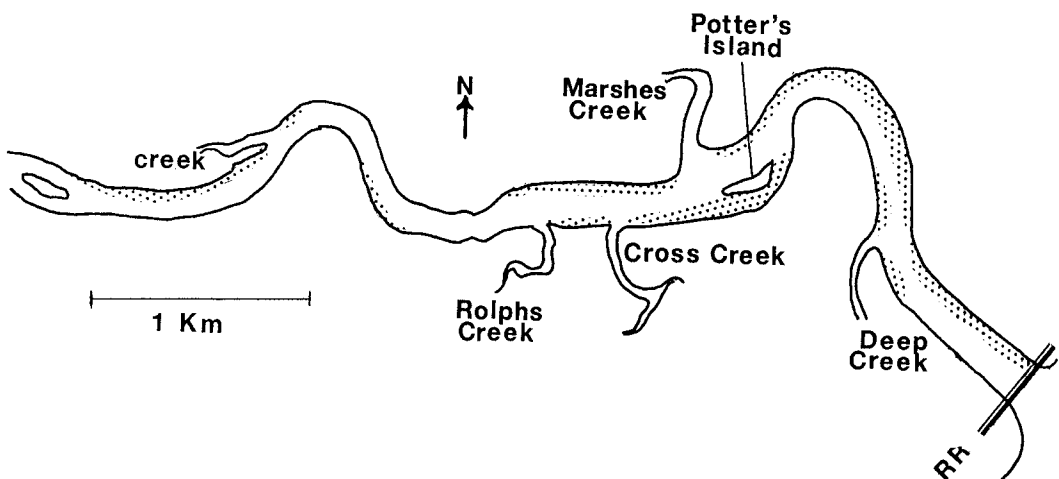 Potter's
Island
N
Marshes
Creek
creek
Cross Creek
1 Km
Rolphs
Creek
Deep
Creek
RR